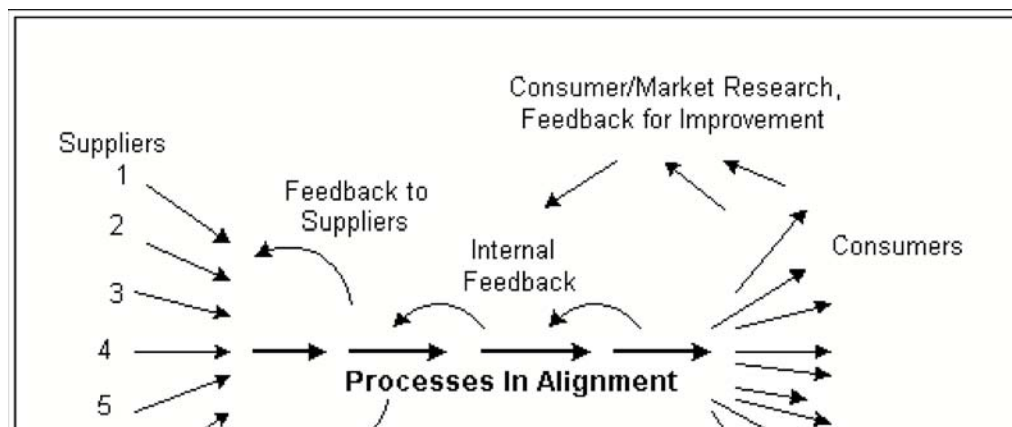 Consumer/Market Research,
Feedback for Improvement
Suppliers
1
Feedback to
Suppliers
2
Internal
Feedback
Consumers
3
4
Processes In Alignment
5